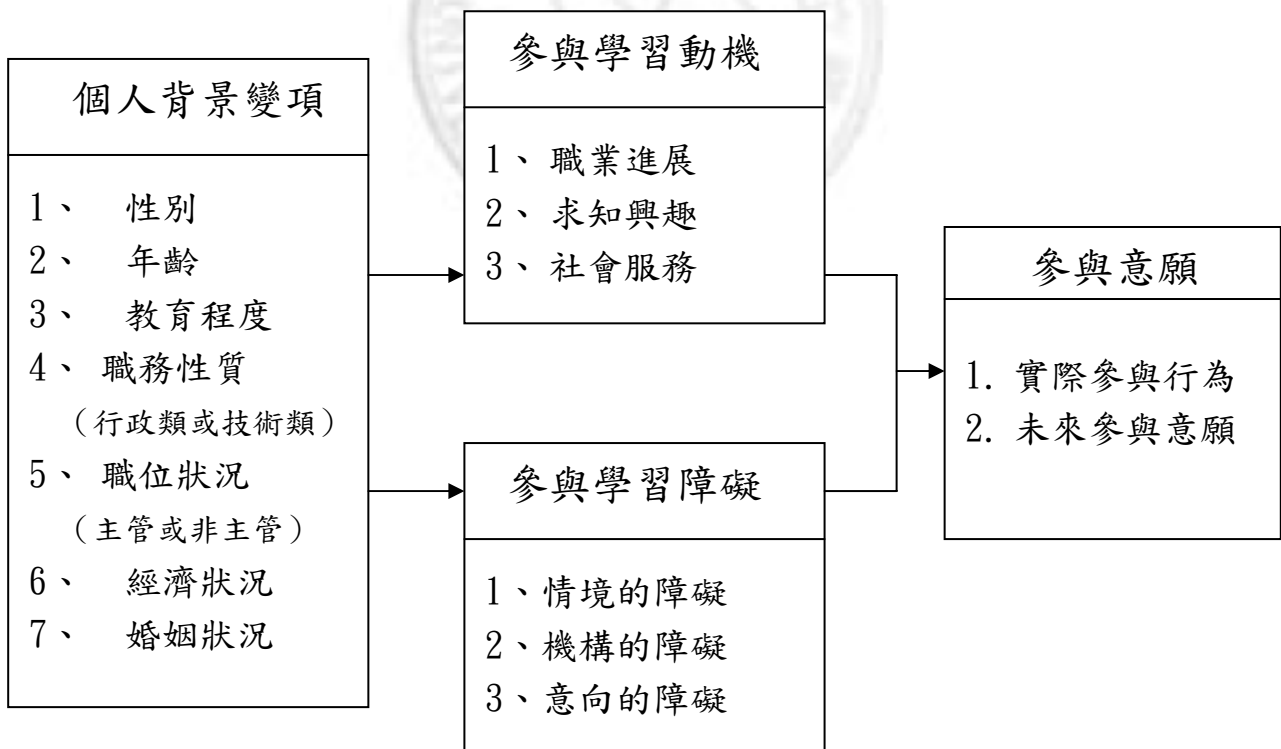 個人背景變項
1、 性別
2、 年齡
3、 教育程度
4、 職務性質
（行政類或技術類）
5、 職位狀況
（主管或非主管）
6、 經濟狀況
7、 婚姻狀況
參與學習動機
1、 職業進展
2、 求知興趣
3、 社會服務
參與學習障礙
1、情境的障礙
2、機構的障礙
3、意向的障礙
參與意願
1. 實際參與行為
2. 未來參與意願